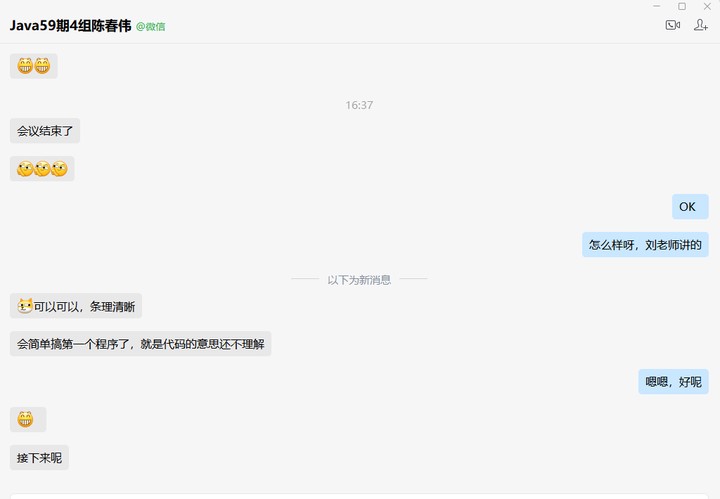 Java59期4组陈春伟 @微信
16:37
会议结束了
OK
怎么样呀，刘老师讲的
以下为新消息
可以可以，条理清晰
会简单搞第一个程序了，就是代码的意思还不理解
嗯嗯，好呢
接下来呢